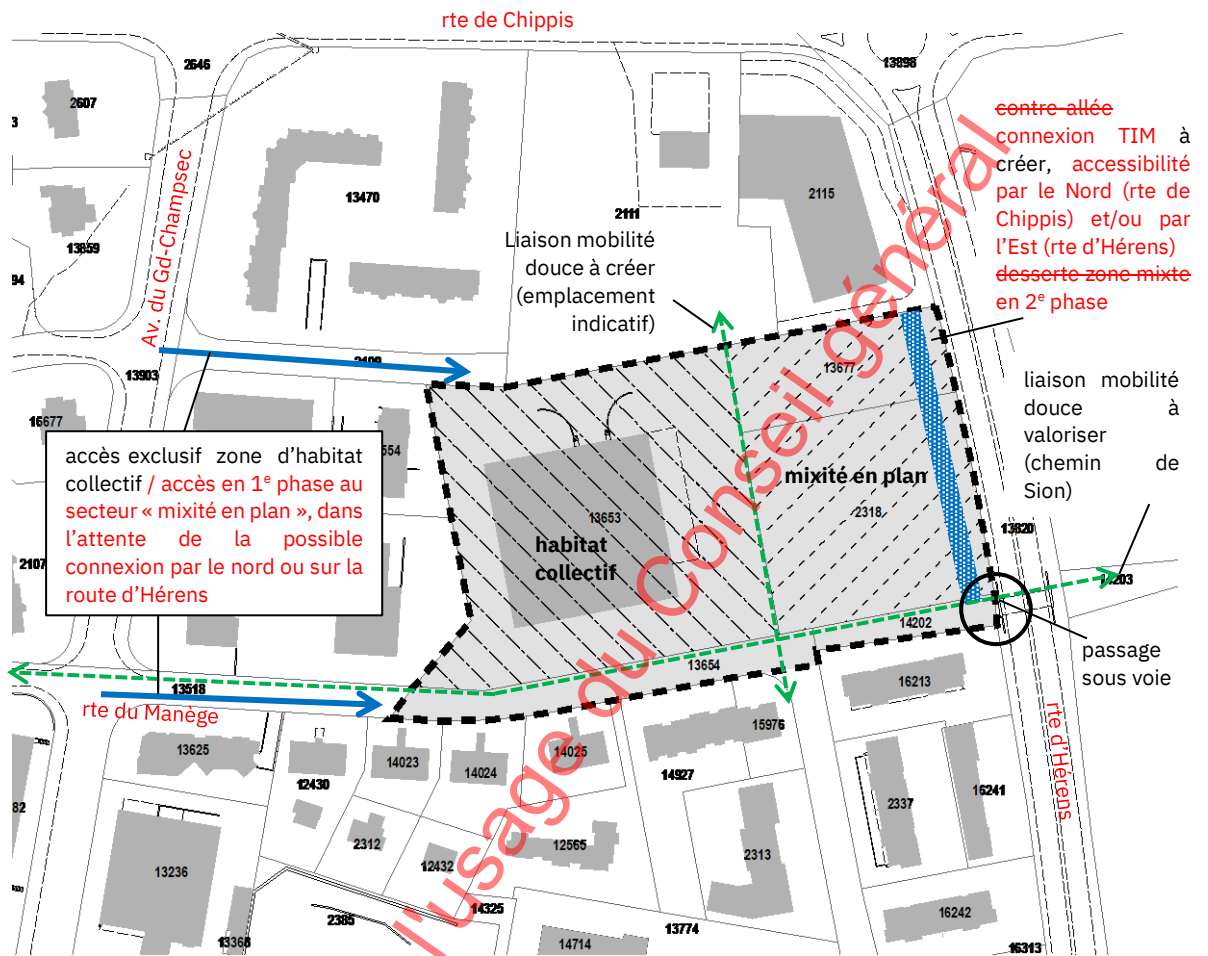 rte de Chippis
2646
13898
2607
3
contre-allée
connexion TIM à
créer, accessibilité
par le Nord (rte de
Chippis) et/ou par
l'Est (rte d'Hérens)
desserte zone mixte
en 2e phase
13470
2115
2111
Av. du Gd-Champsec
13859
94
Liaison mobilité
douce à créer
(emplacement
indicatif)
2109
13677
13903
liaison mobilité
douce à
valoriser
(chemin de
Sion)
16677
accès exclusif zone d'habitat
collectif / accès en 1e phase au
secteur « mixité en plan », dans
l'attente de la possible
connexion par le nord ou sur la
route d'Hérens
554
mixité en plan
2318
13653
habitat
collectif
13820
2107
14202
passage
sous voie
13654
13518
16213
rte du Manège
15976
rte d'Hérens
13625
14025
14023
14024
14927
12430
2337
16241
82
2312
12565
2313
12432
13236
14325
16242
2385
13774
13368
14714
16313
l'usage du Conseil général